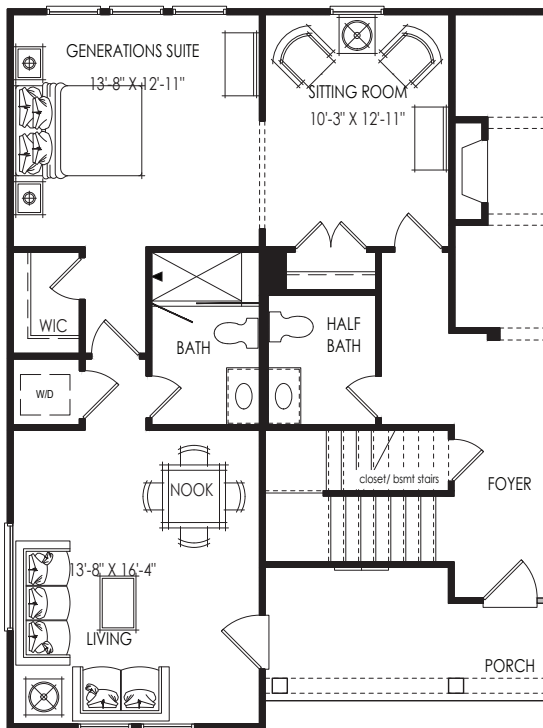 GENERATIONS SUITE
13'-8" X 12'-11"
SITTING ROOM
10'-3" X 12'-11"
WIC
BATH
HALF
BATH
W/D
NOOK
closet/ bsmt stairs
FOYER
13'-8" X 16'-4"
LIVING
PORCH